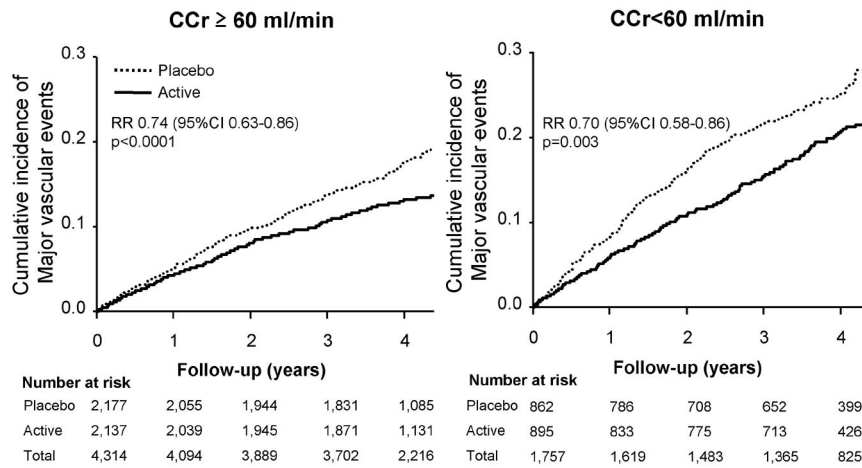 CCr ≥ 60 ml/min
Cumulative incidence of
Major vascular events
0.3
0.2
0.1
0.0
Placebo
Active
RR 0.74 (95%CI 0.63-0.86)
p<0.0001
0 1 2 3 4
Follow-up (years)
Number at risk
Placebo 2,177 2,055 1,944 1,831 1,085
Active 2,137 2,039 1,945 1,871 1,131
Total 4,314 4,094 3,889 3,702 2,216
CCr<60 ml/min
Cumulative incidence of
Major vascular events
0.3
0.2
0.1
0.0
RR 0.70 (95%CI 0.58-0.86)
p=0.003
0 1 2 3 4
Follow-up (years)
Number at risk
Placebo 862 786 708 652 399
Active 895 833 775 713 426
Total 1,757 1,619 1,483 1,365 825